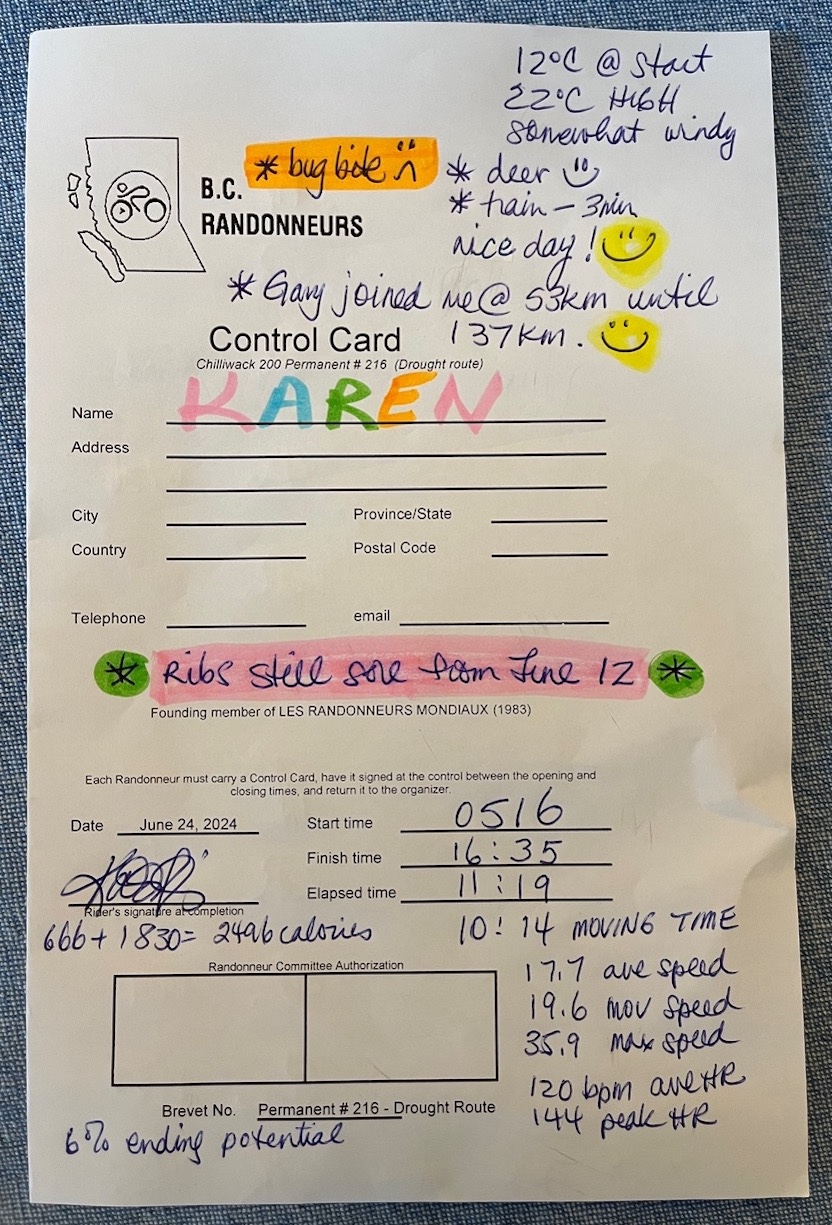 12°C @ start
22°C HIGH
somewhat windy
* bug bite
* deer
* train - 3min
B.C.
RANDONNEURS
nice day!
* Gary joined me @ 53km until
137km.
Control Card
Chilliwack 200 Permanent # 216 (Drought route)
Name KAREN
Address
City Province/State
Country Postal Code
Telephone email
* Ribs still sore from June 12 *
Founding member of LES RANDONNEURS MONDIAUX (1983)
Each Randonneur must carry a Control Card, have it signed at the control between the opening and
closing times, and return it to the organizer.
Date June 24, 2024 Start time 0516
Finish time 16:35
Elapsed time 11:19
Rider's signature at completion
666 + 1830 = 2496 calories
10:14 MOVING TIME
Randonneur Committee Authorization
17.7 ave speed
19.6 mov speed
35.9 max speed
120 bpm ave HR
144 peak HR
Brevet No. Permanent # 216 - Drought Route
6% ending potential